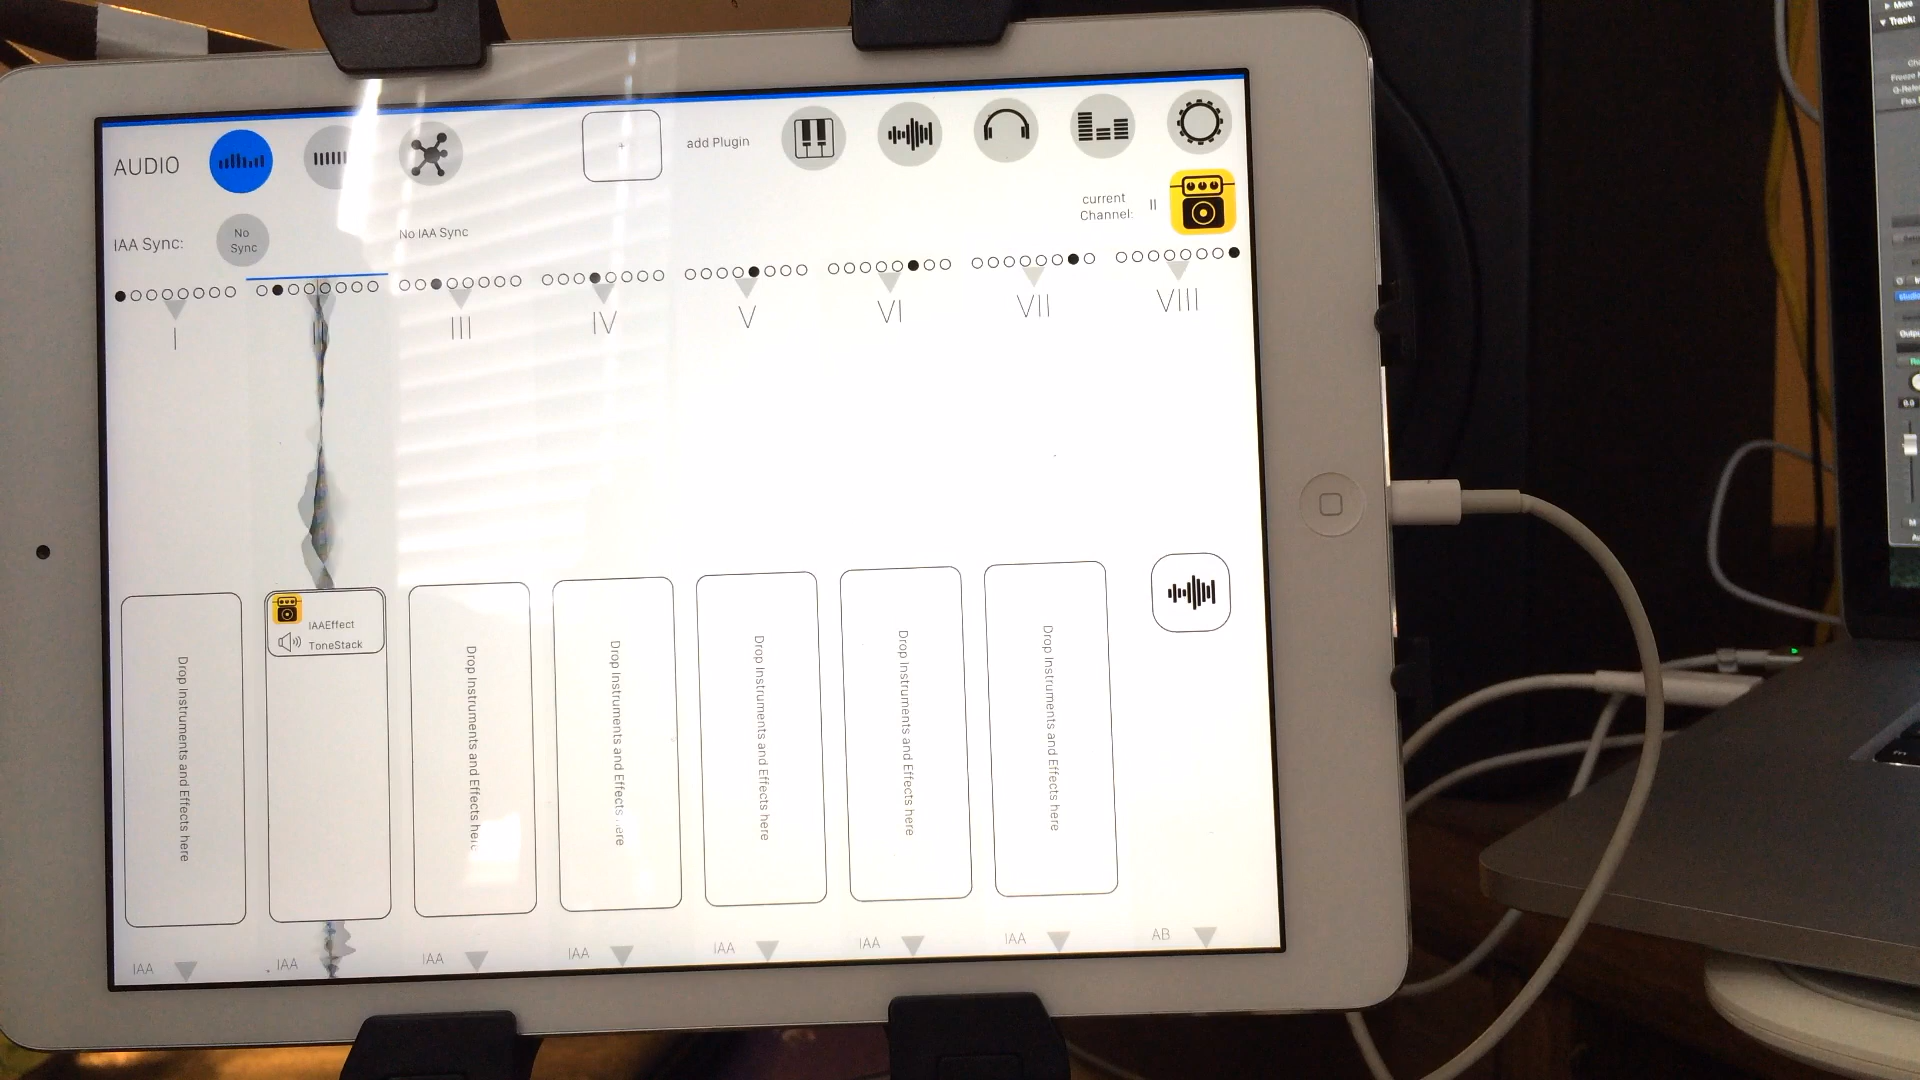 AUDIO
+
add Plugin
IAA Sync:
No
Sync
No IAA Sync
current
Channel:
II
I
II
III
IV
V
VI
VII
VIII
IAAEffect
ToneStack
Drop Instruments and Effects here
Drop Instruments and Effects here
Drop Instruments and Effects here
Drop Instruments and Effects here
Drop Instruments and Effects here
Drop Instruments and Effects here
IAA
IAA
IAA
IAA
IAA
IAA
IAA
AB
More
Track: